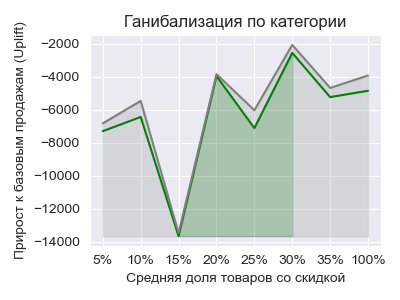 Ганибализация по категории
Прирост к базовым продажам (Uplift)
−2000
−4000
−6000
−8000
−10000
−12000
−14000
5% 10% 15% 20% 25% 30% 35% 100%
Средняя доля товаров со скидкой